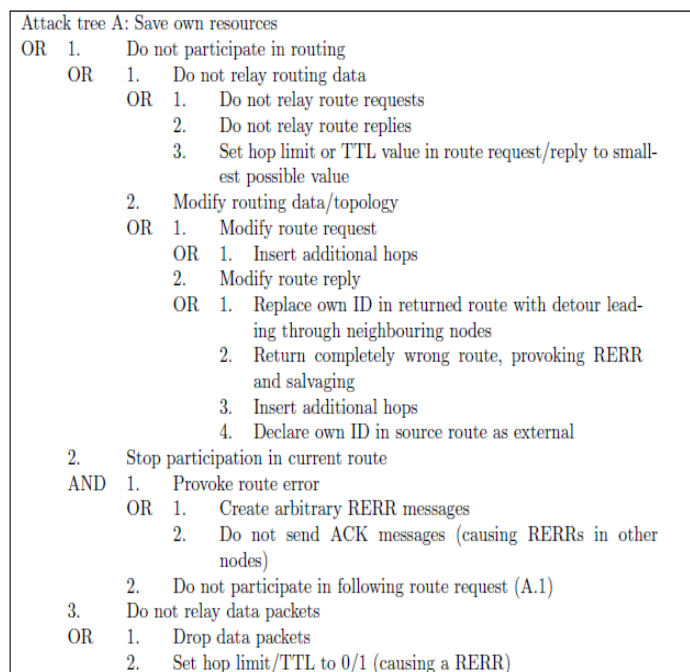 Attack tree A: Save own resources
OR 1. Do not participate in routing
OR 1. Do not relay routing data
OR 1. Do not relay route requests
2. Do not relay route replies
3. Set hop limit or TTL value in route request/reply to small-
est possible value
2. Modify routing data/topology
OR 1. Modify route request
OR 1. Insert additional hops
2. Modify route reply
OR 1. Replace own ID in returned route with detour lead-
ing through neighbouring nodes
2. Return completely wrong route, provoking RERR
and salvaging
3. Insert additional hops
4. Declare own ID in source route as external
2. Stop participation in current route
AND 1. Provoke route error
OR 1. Create arbitrary RERR messages
2. Do not send ACK messages (causing RERRs in other
nodes)
2. Do not participate in following route request (A.1)
3. Do not relay data packets
OR 1. Drop data packets
2. Set hop limit/TTL to 0/1 (causing a RERR)